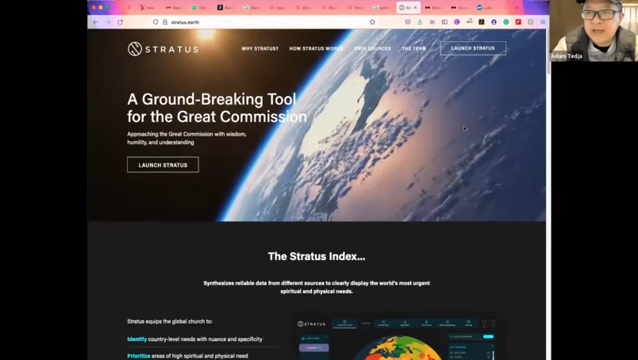 stratus.earth
STRATUS
WHY STRATUS?
HOW STRATUS WORKS
DATA SOURCES
THE TEAM
LAUNCH STRATUS
A Ground-Breaking Tool
for the Great Commission
Approaching the Great Commission with wisdom,
humility, and understanding
LAUNCH STRATUS
The Stratus Index...
Synthesizes reliable data from different sources to clearly display the world's most urgent
spiritual and physical needs.
Stratus equips the global church to:
Identify country-level needs with nuance and specificity
Prioritize areas of high spiritual and physical need
STRATUS
Adam Tedja